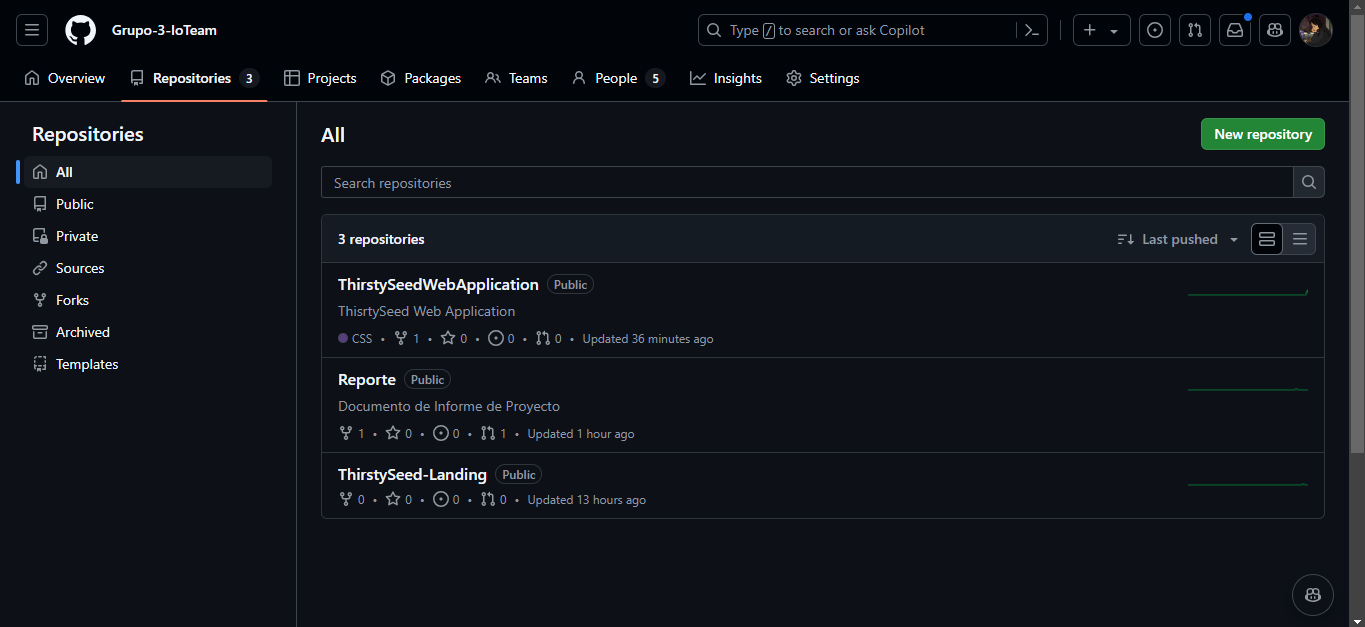 Grupo-3-IoTeam
Type / to search or ask Copilot
Overview
Repositories 3
Projects
Packages
Teams
People 5
Insights
Settings
Repositories
All
Public
Private
Sources
Forks
Archived
Templates
All
New repository
Search repositories
3 repositories
Last pushed
ThirstySeedWebApplication Public
ThisrtySeed Web Application
CSS • 1 • 0 • 0 • 0 • Updated 36 minutes ago
Reporte Public
Documento de Informe de Proyecto
1 • 0 • 0 • 1 • Updated 1 hour ago
ThirstySeed-Landing Public
0 • 0 • 0 • 0 • Updated 13 hours ago